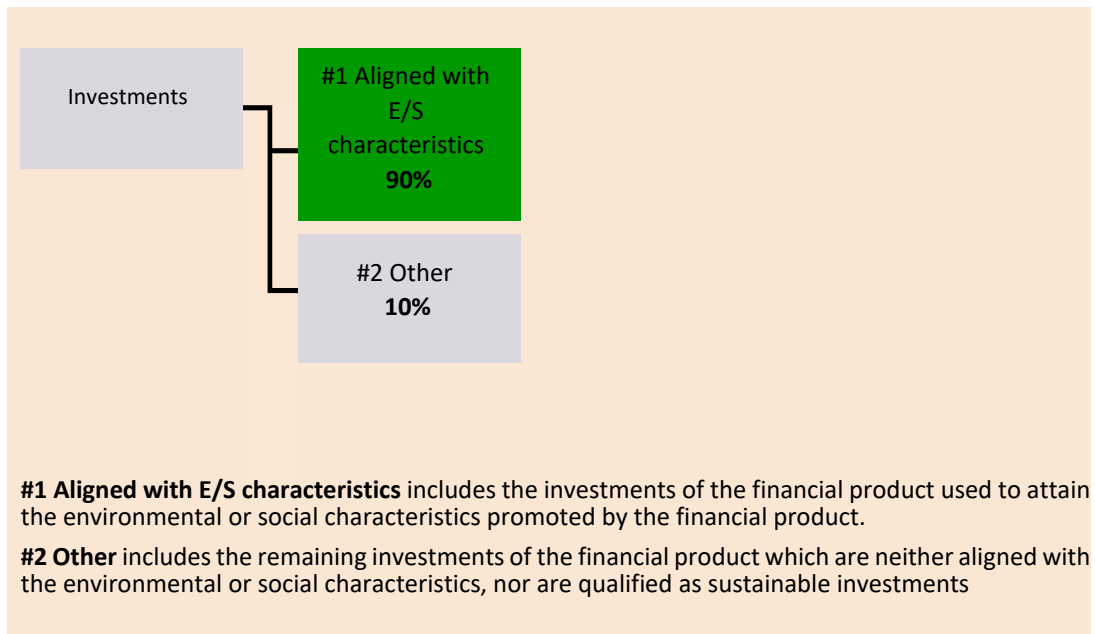 Investments
#1 Aligned with
E/S
characteristics
90%
#2 Other
10%
#1 Aligned with E/S characteristics includes the investments of the financial product used to attain
the environmental or social characteristics promoted by the financial product.
#2 Other includes the remaining investments of the financial product which are neither aligned with
the environmental or social characteristics, nor are qualified as sustainable investments